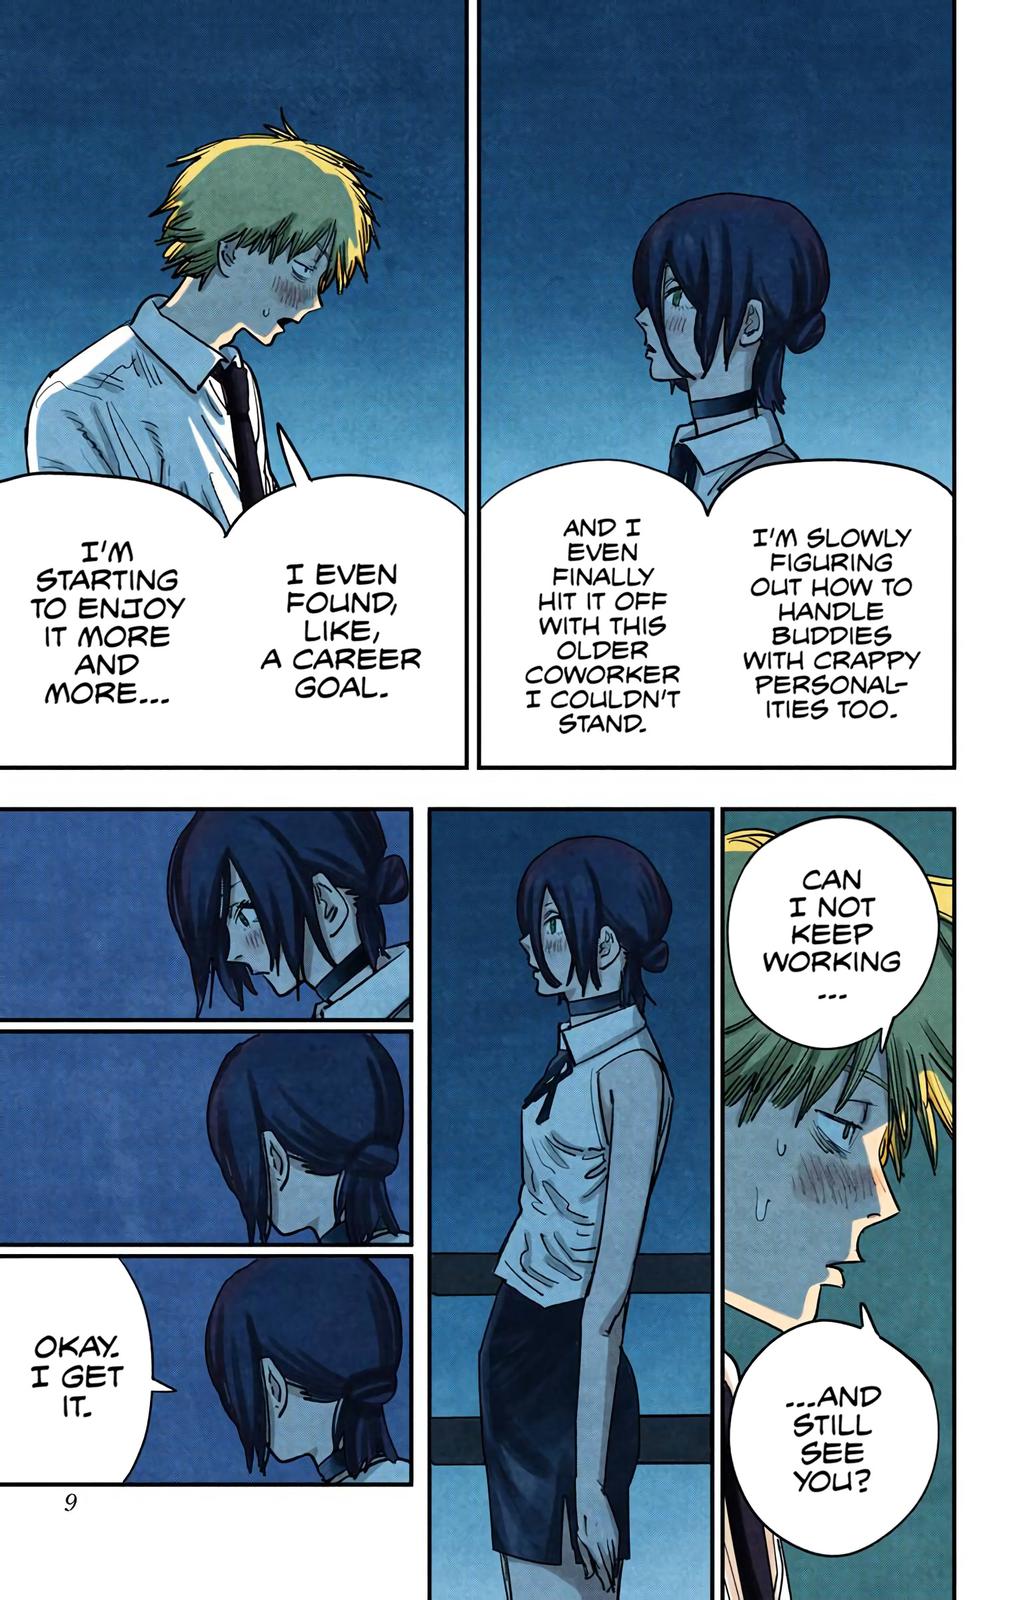 I'M SLOWLY
FIGURING
OUT HOW TO
HANDLE
BUDDIES
WITH CRAPPY
PERSONAL-
ITIES TOO.
AND I
EVEN
FINALLY
HIT IT OFF
WITH THIS
OLDER
COWORKER
I COULDN'T
STAND.
I EVEN
FOUND,
LIKE,
A CAREER
GOAL.
I'M
STARTING
TO ENJOY
IT MORE
AND
MORE...
CAN
I NOT
KEEP
WORKING
...
...AND
STILL
SEE
YOU?
OKAY.
I GET
IT.
9